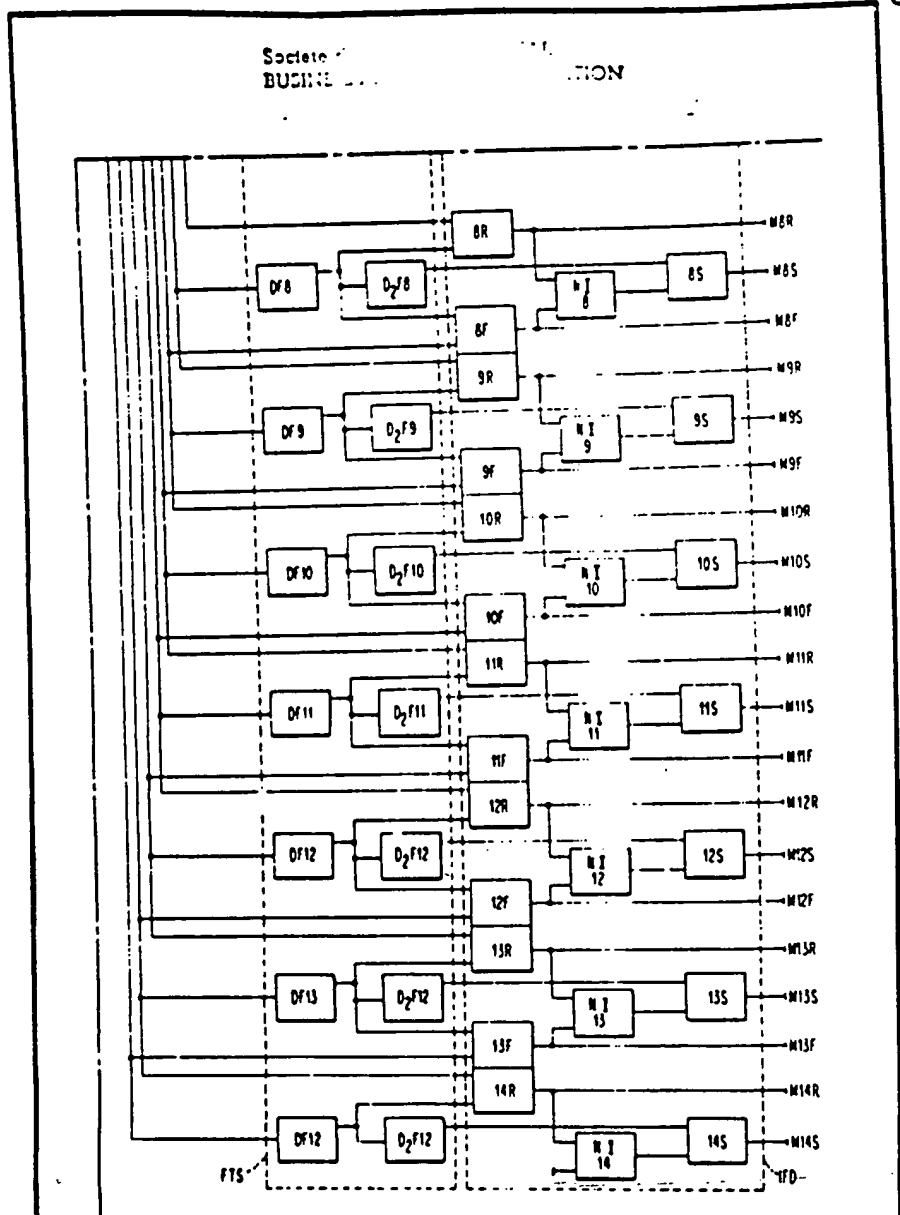 Societe
BUSINE
TION
8R
M8R
DF8
D₂F8
N I
8
8S
M8S
8F
M8F
9R
M9R
DF9
D₂F9
N I
9
9S
M9S
9F
M9F
10R
M10R
DF10
D₂F10
N I
10
10S
M10S
10F
M10F
11R
M11R
DF11
D₂F11
N I
11
11S
M11S
11F
M11F
12R
M12R
DF12
D₂F12
N I
12
12S
M12S
12F
M12F
13R
M13R
DF13
D₂F12
N I
13
13S
M13S
13F
M13F
14R
M14R
DF12
D₂F12
N I
14
14S
M14S
FTS
IFD